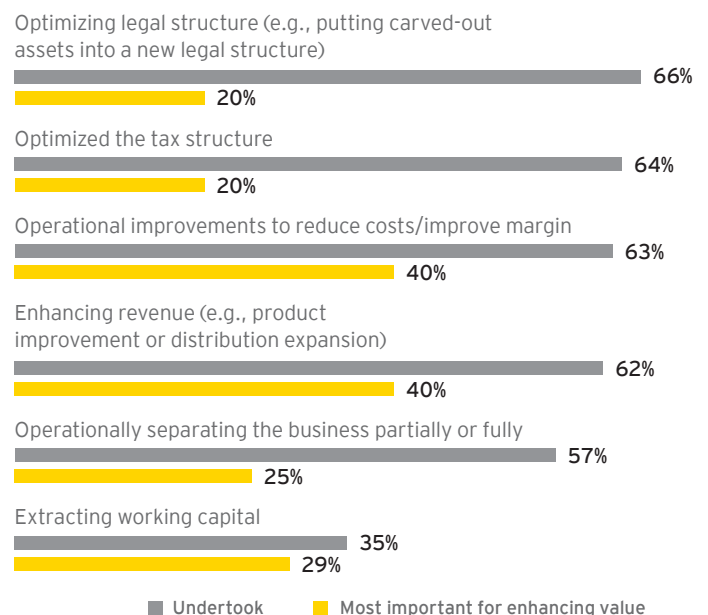 Optimizing legal structure (e.g., putting carved-out
assets into a new legal structure)
66%
20%
Optimized the tax structure
64%
20%
Operational improvements to reduce costs/improve margin
63%
40%
Enhancing revenue (e.g., product
improvement or distribution expansion)
62%
40%
Operationally separating the business partially or fully
57%
25%
Extracting working capital
35%
29%
Undertook Most important for enhancing value